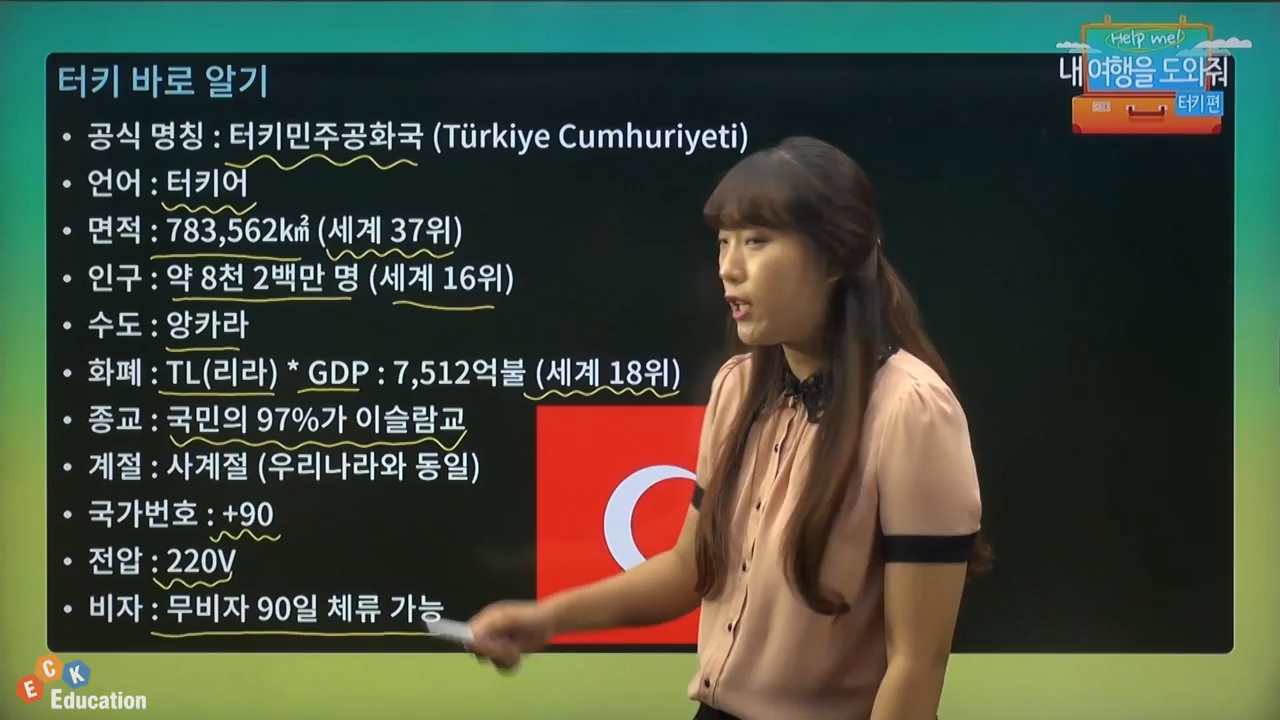 터키 바로 알기
• 공식 명칭 : 터키민주공화국 (Türkiye Cumhuriyeti)
• 언어 : 터키어
• 면적 : 783,562㎢ (세계 37위)
• 인구 : 약 8천 2백만 명 (세계 16위)
• 수도 : 앙카라
• 화폐 : TL(리라) * GDP : 7,512억불 (세계 18위)
• 종교 : 국민의 97%가 이슬람교
• 계절 : 사계절 (우리나라와 동일)
• 국가번호 : +90
• 전압 : 220V
• 비자 : 무비자 90일 체류 가능
Help me!
내 여행을 도와줘
터키편
ECK
Education